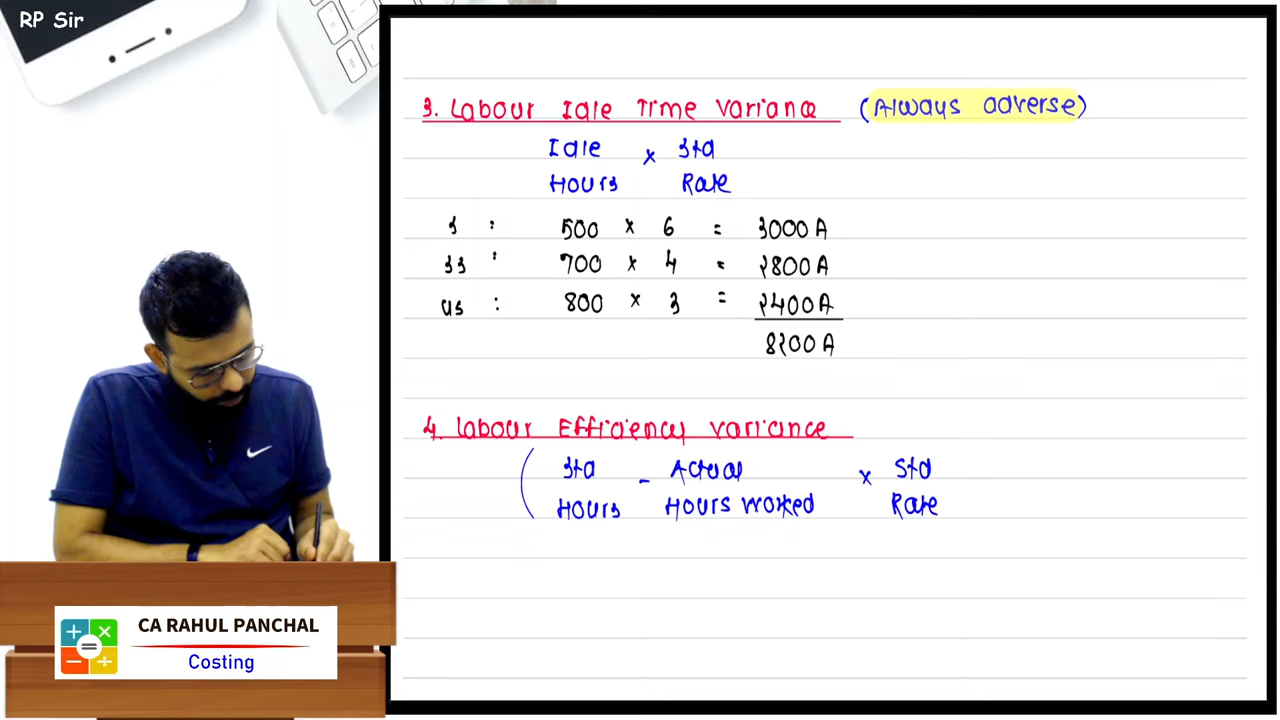 RP Sir
3. Labour Idle Time Variance (Always adverse)
Idle × Std
Hours Rate
S : 500 × 6 = 3000 A
SS : 700 × 4 = 2800 A
US : 800 × 3 = 2400 A
8200 A
4. Labour Efficiency Variance
( Std - Actual × Std
Hours Hours worked Rate
CA RAHUL PANCHAL
Costing